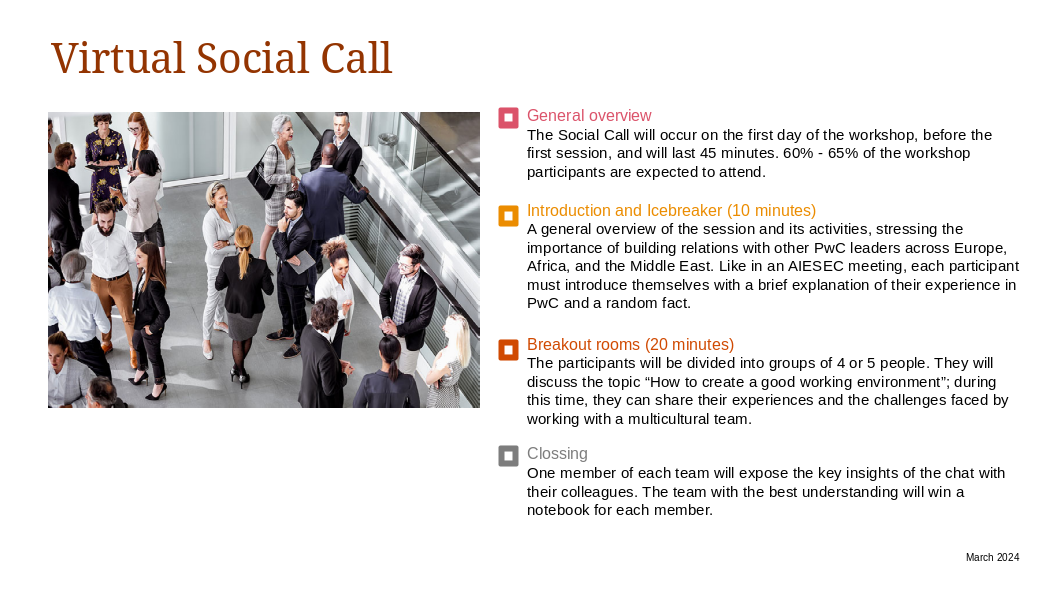 Virtual Social Call
General overview
The Social Call will occur on the first day of the workshop, before the
first session, and will last 45 minutes. 60% - 65% of the workshop
participants are expected to attend.
Introduction and Icebreaker (10 minutes)
A general overview of the session and its activities, stressing the
importance of building relations with other PwC leaders across Europe,
Africa, and the Middle East. Like in an AIESEC meeting, each participant
must introduce themselves with a brief explanation of their experience in
PwC and a random fact.
Breakout rooms (20 minutes)
The participants will be divided into groups of 4 or 5 people. They will
discuss the topic “How to create a good working environment”; during
this time, they can share their experiences and the challenges faced by
working with a multicultural team.
Clossing
One member of each team will expose the key insights of the chat with
their colleagues. The team with the best understanding will win a
notebook for each member.
March 2024